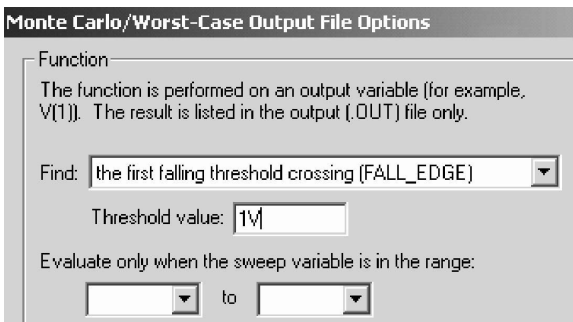 Monte Carlo/Worst-Case Output File Options
Function
The function is performed on an output variable (for example,
V(1)). The result is listed in the output (.OUT) file only.
Find: the first falling threshold crossing (FALL_EDGE)
Threshold value: 1V
Evaluate only when the sweep variable is in the range:
to